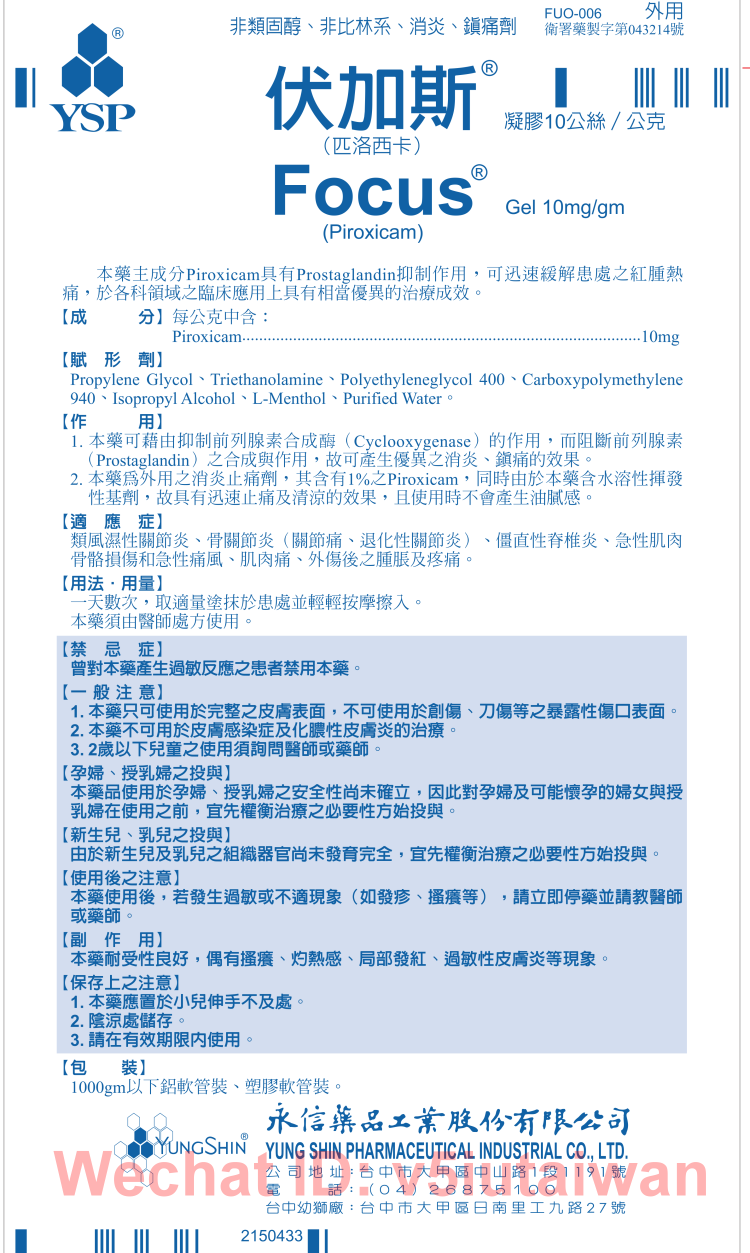 非類固醇、非比林系、消炎、鎮痛劑
FUO-006 外用
衛署藥製字第043214號
®
YSP
伏加斯®
凝膠10公絲/公克
(匹洛西卡)
Focus®
Gel 10mg/gm
(Piroxicam)
本藥主成分Piroxicam具有Prostaglandin抑制作用,可迅速緩解患處之紅腫熱
痛,於各科領域之臨床應用上具有相當優異的治療成效。
【成 分】每公克中含:
Piroxicam............................................................................................10mg
【賦 形 劑】
Propylene Glycol、Triethanolamine、Polyethyleneglycol 400、Carboxypolymethylene
940、Isopropyl Alcohol、L-Menthol、Purified Water。
【作 用】
1. 本藥可藉由抑制前列腺素合成酶(Cyclooxygenase)的作用,而阻斷前列腺素
(Prostaglandin)之合成與作用,故可產生優異之消炎、鎮痛的效果。
2. 本藥爲外用之消炎止痛劑,其含有1%之Piroxicam,同時由於本藥含水溶性揮發
性基劑,故具有迅速止痛及清涼的效果,且使用時不會產生油膩感。
【適 應 症】
類風濕性關節炎、骨關節炎(關節痛、退化性關節炎)、僵直性脊椎炎、急性肌肉
骨骼損傷和急性痛風、肌肉痛、外傷後之腫脹及疼痛。
【用法‧用量】
一天數次,取適量塗抹於患處並輕輕按摩擦入。
本藥須由醫師處方使用。
【禁 忌 症】
曾對本藥產生過敏反應之患者禁用本藥。
【一 般 注 意】
1. 本藥只可使用於完整之皮膚表面,不可使用於創傷、刀傷等之暴露性傷口表面。
2. 本藥不可用於皮膚感染症及化膿性皮膚炎的治療。
3. 2歲以下兒童之使用須詢問醫師或藥師。
【孕婦、授乳婦之投與】
本藥品使用於孕婦、授乳婦之安全性尚未確立,因此對孕婦及可能懷孕的婦女與授
乳婦在使用之前,宜先權衡治療之必要性方始投與。
【新生兒、乳兒之投與】
由於新生兒及乳兒之組織器官尚未發育完全,宜先權衡治療之必要性方始投與。
【使用後之注意】
本藥使用後,若發生過敏或不適現象(如發疹、搔癢等),請立即停藥並請教醫師
或藥師。
【副 作 用】
本藥耐受性良好,偶有搔癢、灼熱感、局部發紅、過敏性皮膚炎等現象。
【保存上之注意】
1. 本藥應置於小兒伸手不及處。
2. 陰涼處儲存。
3. 請在有效期限内使用。
【包 裝】
1000gm以下鋁軟管裝、塑膠軟管裝。
YUNGSHIN®
永信藥品工業股份有限公司
YUNG SHIN PHARMACEUTICAL INDUSTRIAL CO., LTD.
公司地址:台中市大甲區中山路1段1191號
電 話:(04)26875100
台中幼獅廠:台中市大甲區日南里工九路27號
Wechat ID: v5tutaiwan
2150433